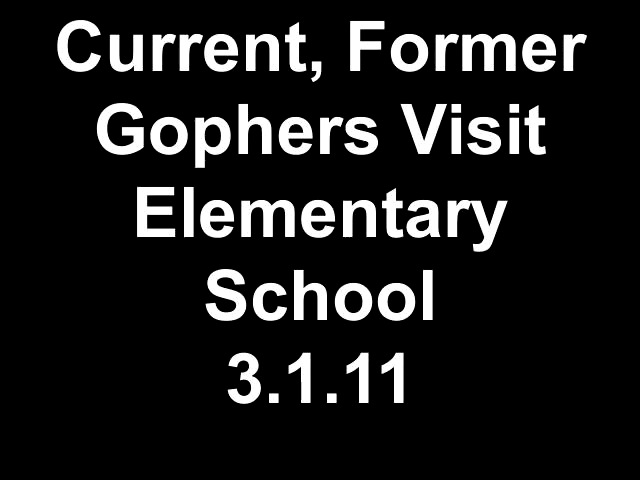 Current, Former
Gophers Visit
Elementary
School
3.1.11